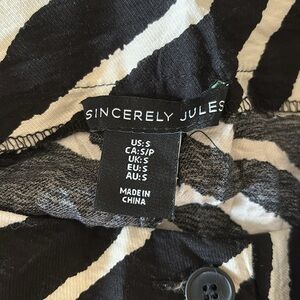 SINCERELY JULES
US:S
CA:S/P
UK:S
EU:S
AU:S
MADE IN
CHINA